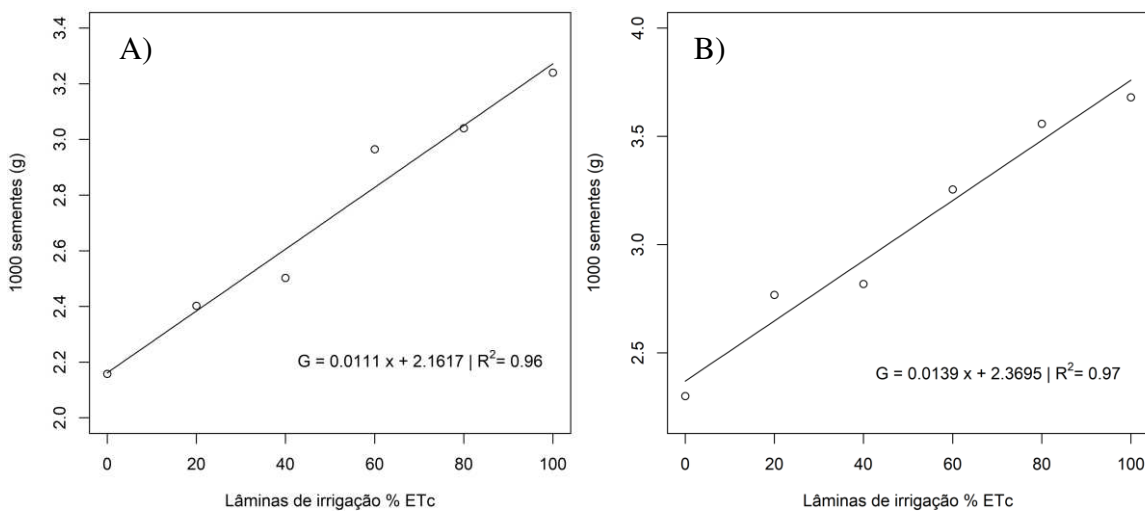 A)
1000 sementes (g)
3.4
3.2
3.0
2.8
2.6
2.4
2.2
2.0
G = 0.0111 x + 2.1617 | R²= 0.96
0 20 40 60 80 100
Lâminas de irrigação % ETc
B)
1000 sementes (g)
4.0
3.5
3.0
2.5
G = 0.0139 x + 2.3695 | R²= 0.97
0 20 40 60 80 100
Lâminas de irrigação % ETc